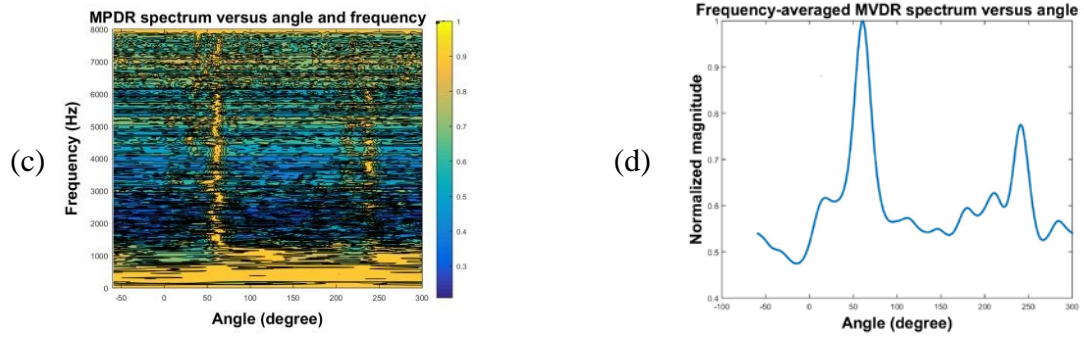 (c)
MPDR spectrum versus angle and frequency
Frequency (Hz)
8000
7000
6000
5000
4000
3000
2000
1000
0
-50 0 50 100 150 200 250 300
Angle (degree)
1
0.9
0.8
0.7
0.6
0.5
0.4
0.3
(d)
Frequency-averaged MVDR spectrum versus angle
Normalized magnitude
1
0.9
0.8
0.7
0.6
0.5
0.4
-100 -50 0 50 100 150 200 250 300
Angle (degree)